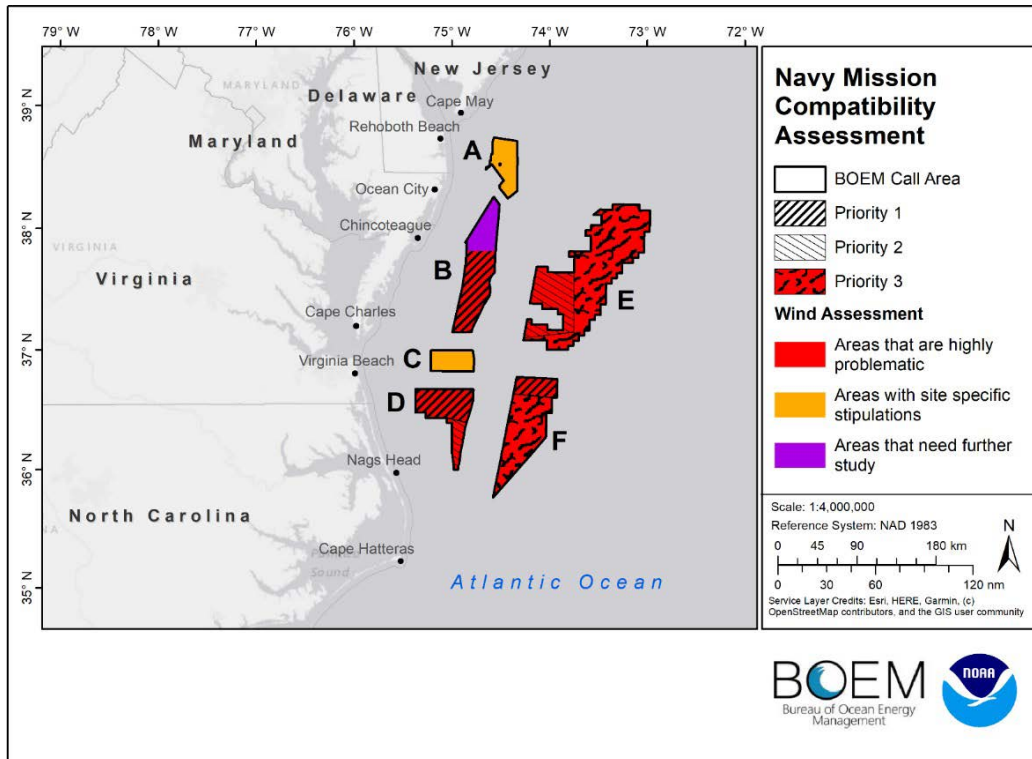 79° W 78° W 77° W 76° W 75° W 74° W 73° W 72° W
39° N
38° N
37° N
36° N
35° N
New Jersey
MARYLAND
Delaware
Cape May
Maryland
Rehoboth Beach
A
Ocean City
Chincoteague
VIRGINIA
B
Virginia
E
Cape Charles
C
Virginia Beach
D
F
Nags Head
North Carolina
Cape Hatteras
Sound
Atlantic Ocean
Navy Mission
Compatibility
Assessment
BOEM Call Area
Priority 1
Priority 2
Priority 3
Wind Assessment
Areas that are highly
problematic
Areas with site specific
stipulations
Areas that need further
study
Scale: 1:4,000,000
Reference System: NAD 1983
N
0 45 90 180 km
0 30 60 120 nm
Service Layer Credits: Esri, HERE, Garmin, (c)
OpenStreetMap contributors, and the GIS user community
BOEM
Bureau of Ocean Energy
Management
NOAA